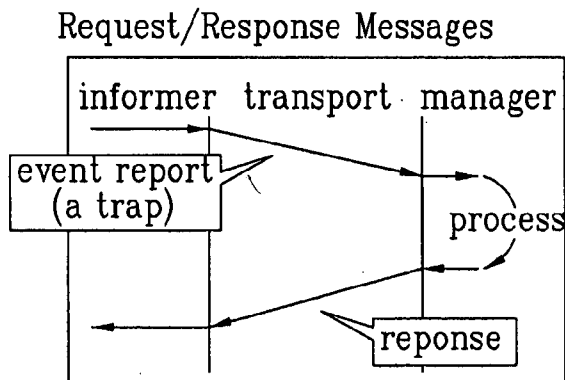 Request/Response Messages
informer transport manager
event report
(a trap)
process
reponse